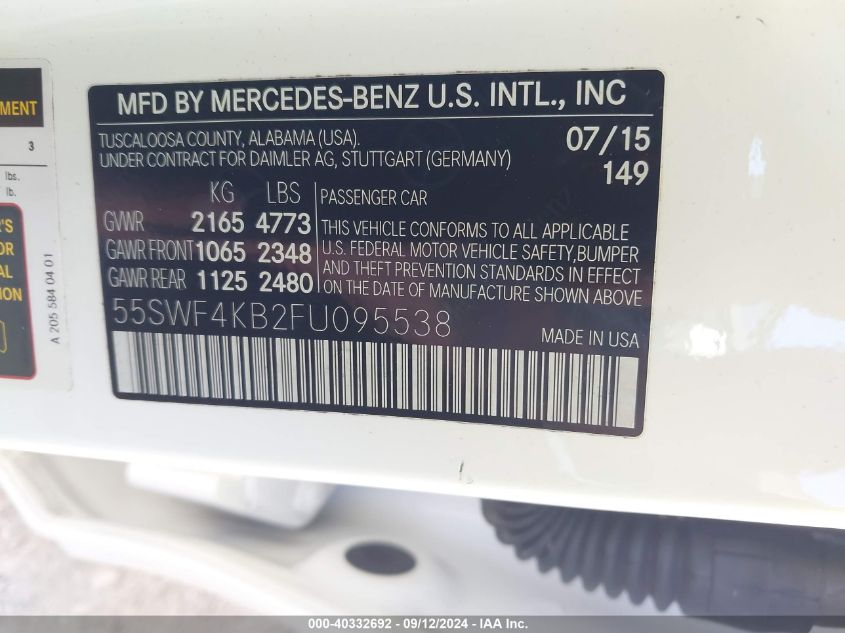 MENT
3
lbs.
lb.
R'S
OR
AL
TION
A 205 584 04 01
MFD BY MERCEDES-BENZ U.S. INTL., INC
TUSCALOOSA COUNTY, ALABAMA (USA).
UNDER CONTRACT FOR DAIMLER AG, STUTTGART (GERMANY)
07/15
149
KG LBS
GVWR 2165 4773
GAWR FRONT 1065 2348
GAWR REAR 1125 2480
PASSENGER CAR
THIS VEHICLE CONFORMS TO ALL APPLICABLE
U.S. FEDERAL MOTOR VEHICLE SAFETY, BUMPER
AND THEFT PREVENTION STANDARDS IN EFFECT
ON THE DATE OF MANUFACTURE SHOWN ABOVE.
55SWF4KB2FU095538
MADE IN USA
000-40332692 - 09/12/2024 - IAA Inc.